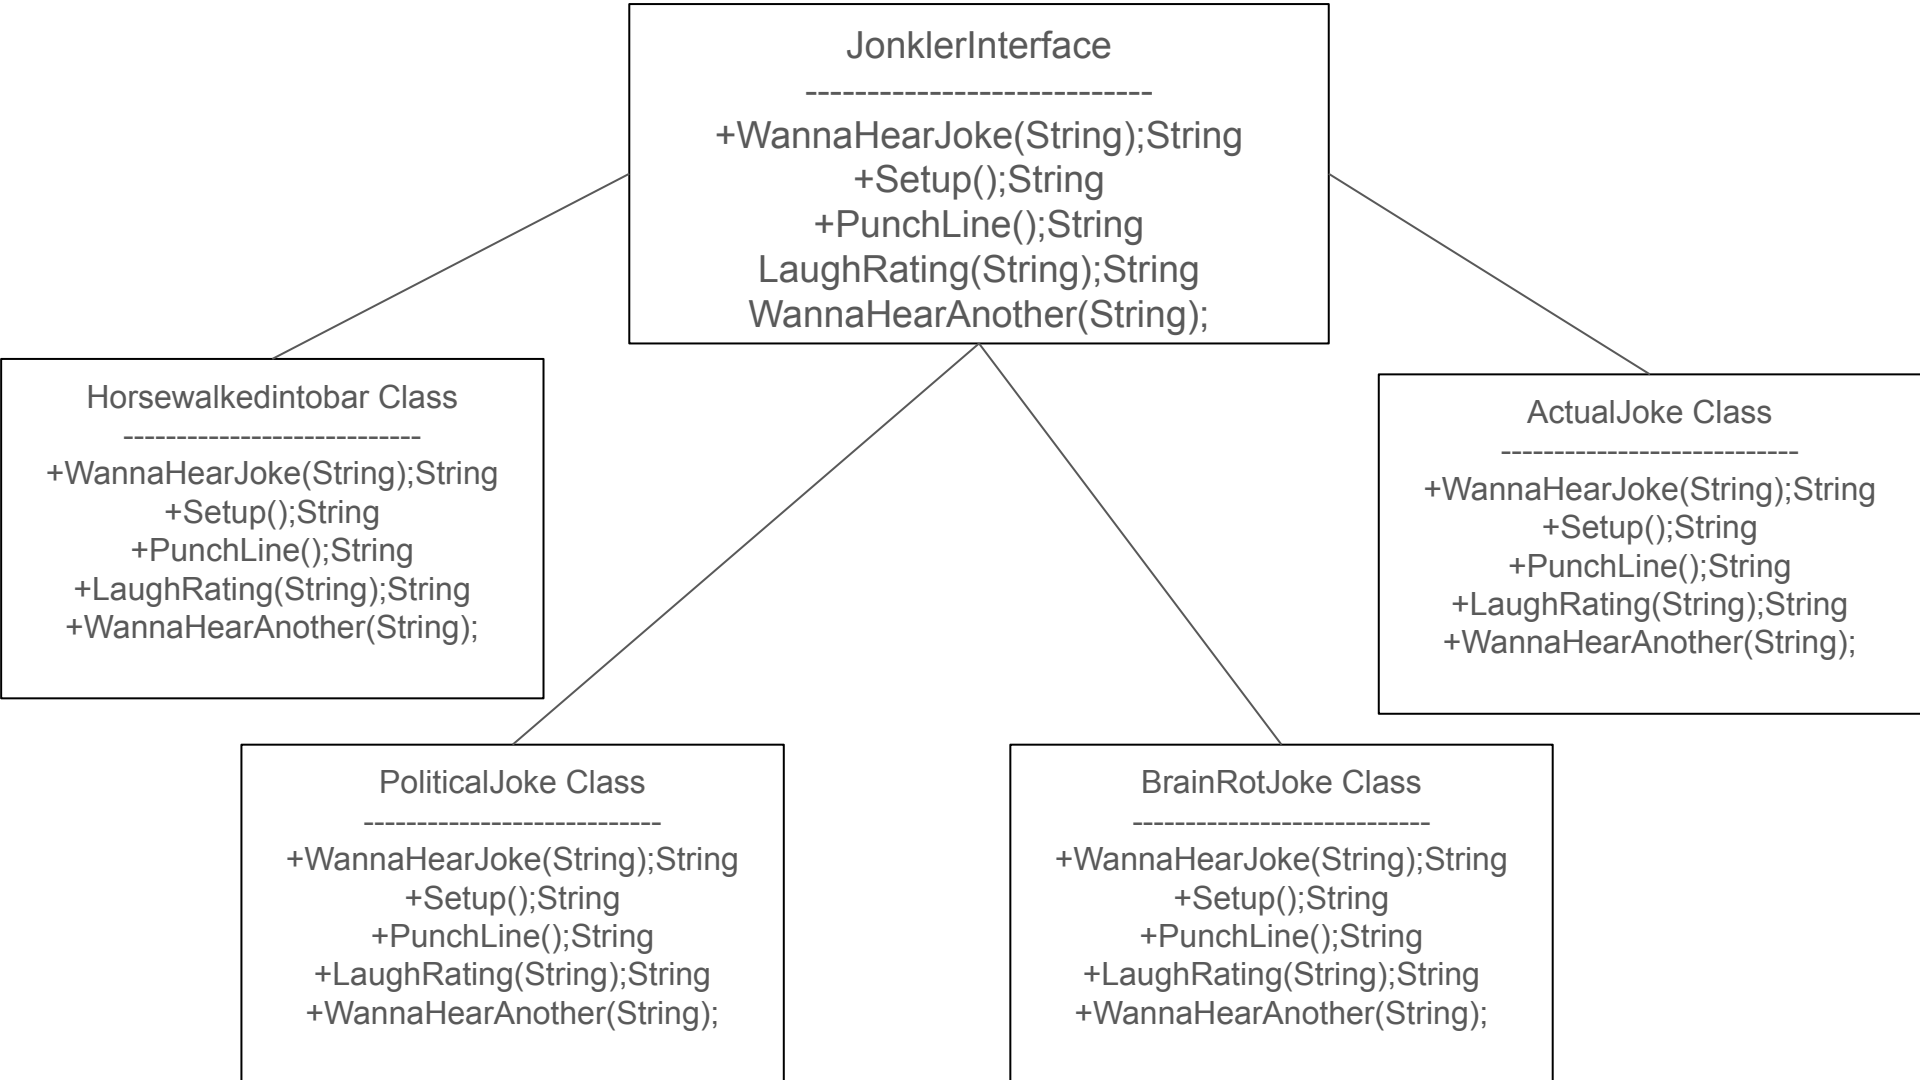 JonklerInterface
----------------------------
+WannaHearJoke(String);String
+Setup();String
+PunchLine();String
LaughRating(String);String
WannaHearAnother(String);
Horsewalkedintobar Class
----------------------------
+WannaHearJoke(String);String
+Setup();String
+PunchLine();String
+LaughRating(String);String
+WannaHearAnother(String);
ActualJoke Class
----------------------------
+WannaHearJoke(String);String
+Setup();String
+PunchLine();String
+LaughRating(String);String
+WannaHearAnother(String);
PoliticalJoke Class
----------------------------
+WannaHearJoke(String);String
+Setup();String
+PunchLine();String
+LaughRating(String);String
+WannaHearAnother(String);
BrainRotJoke Class
----------------------------
+WannaHearJoke(String);String
+Setup();String
+PunchLine();String
+LaughRating(String);String
+WannaHearAnother(String);